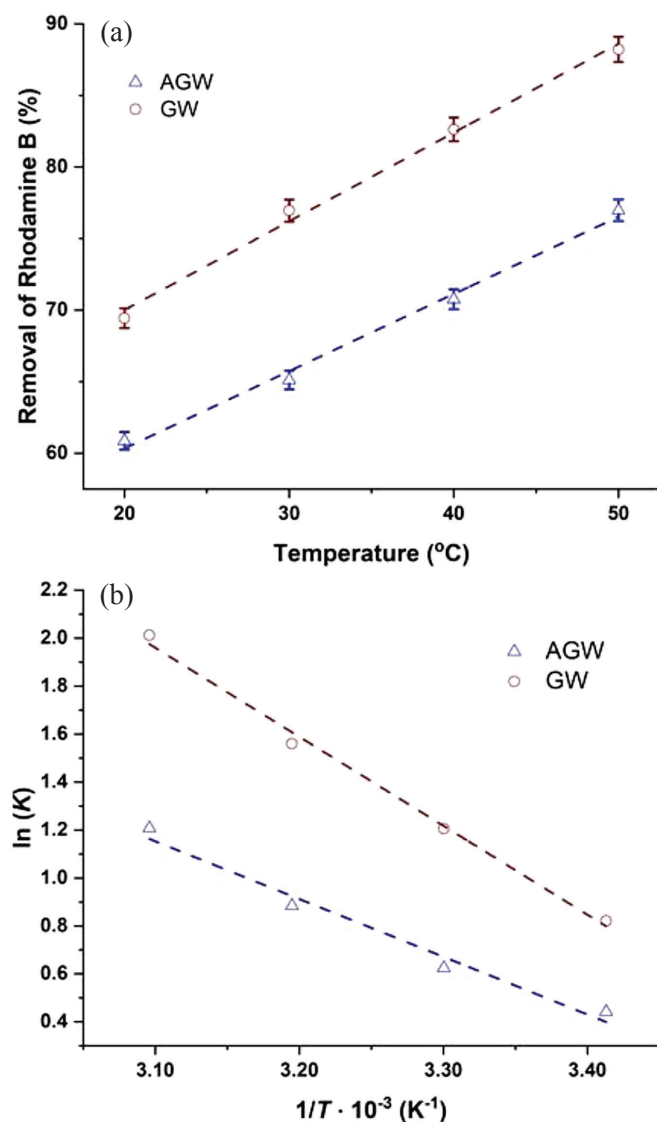 (a)
AGW
GW
90
80
70
60
Removal of Rhodamine B (%)
20 30 40 50
Temperature (°C)
(b)
AGW
GW
2.2
2.0
1.8
1.6
1.4
1.2
1.0
0.8
0.6
0.4
ln (K)
3.10 3.20 3.30 3.40
1/T · 10⁻³ (K⁻¹)